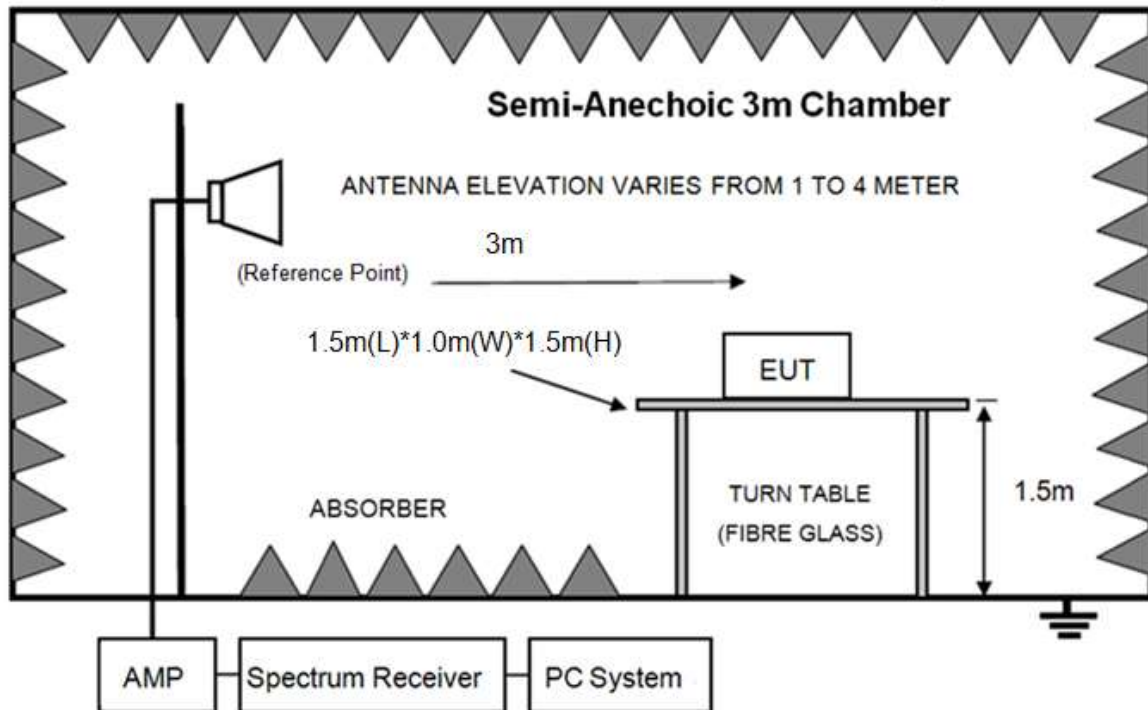 Semi-Anechoic 3m Chamber
ANTENNA ELEVATION VARIES FROM 1 TO 4 METER
3m
(Reference Point)
1.5m(L)*1.0m(W)*1.5m(H)
EUT
1.5m
TURN TABLE
(FIBRE GLASS)
ABSORBER
AMP
Spectrum Receiver
PC System